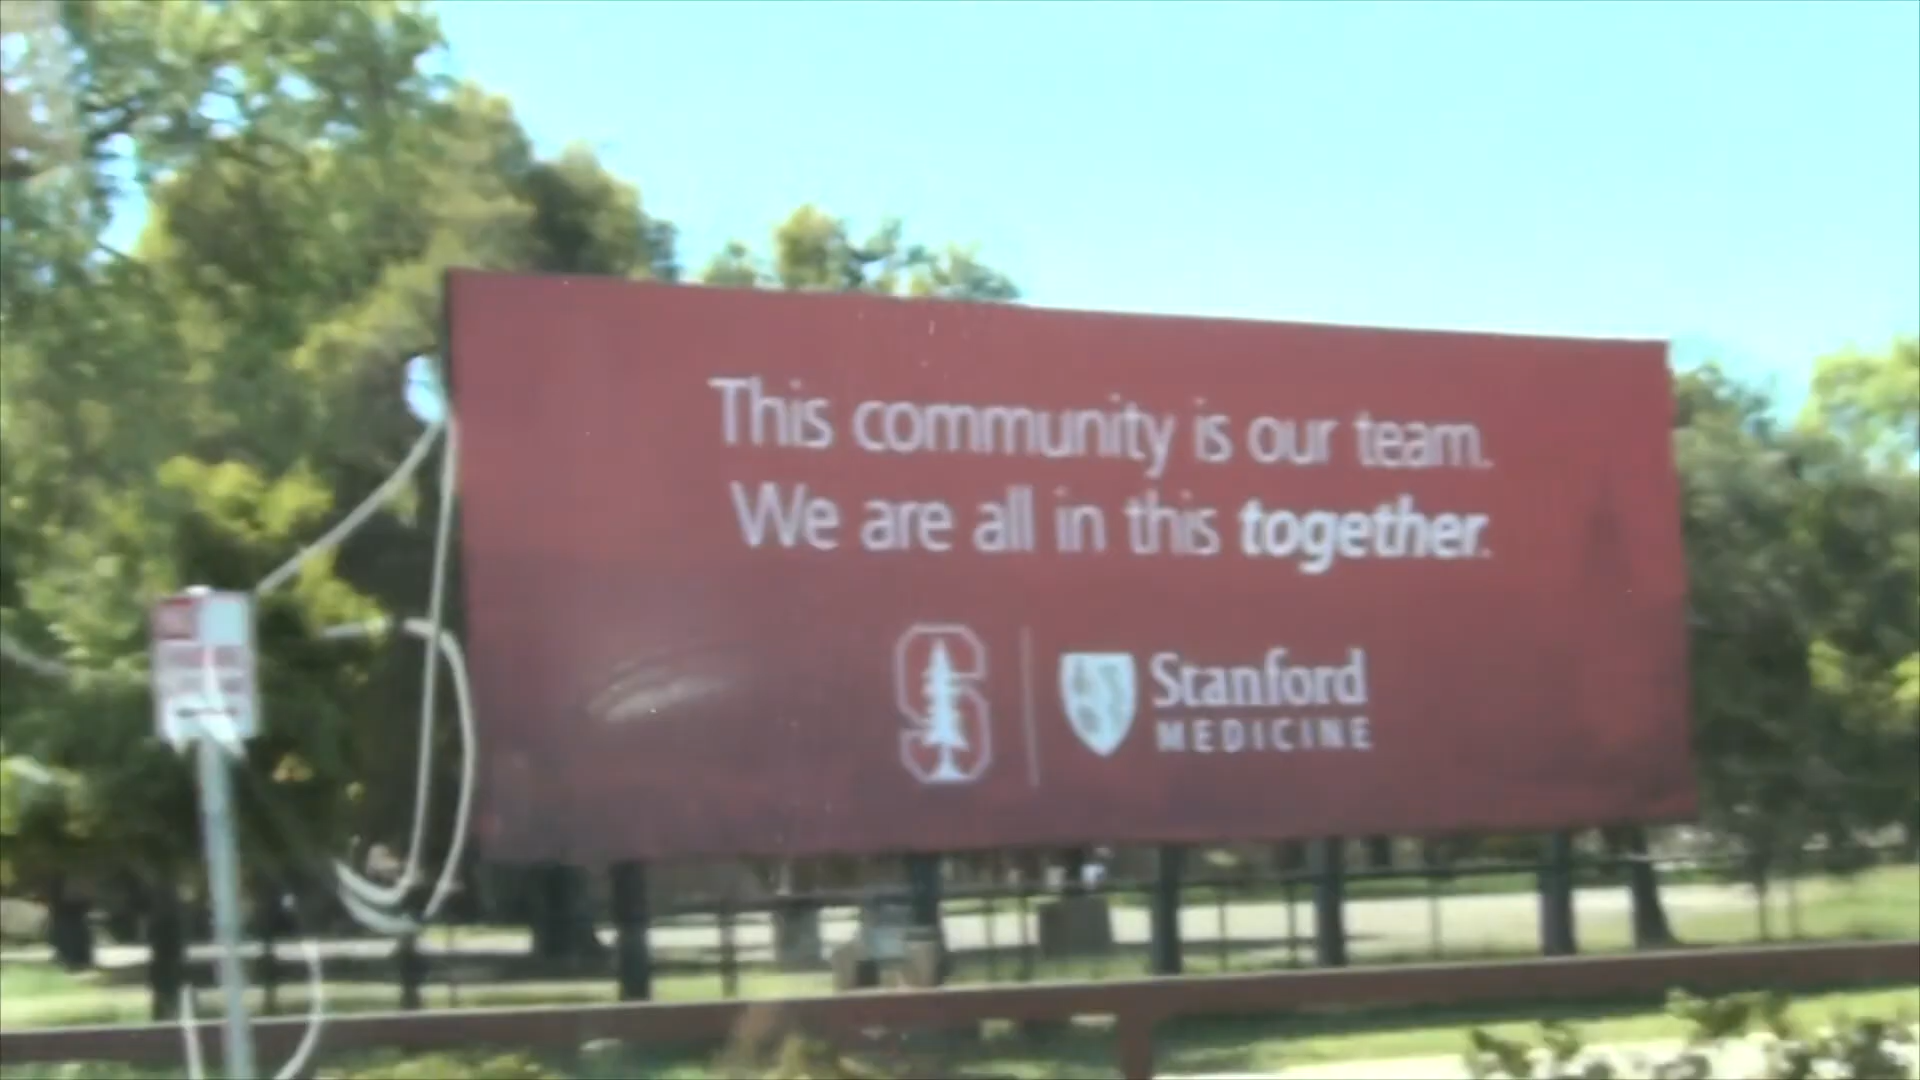 This community is our team.
We are all in this together.
S
Stanford
MEDICINE